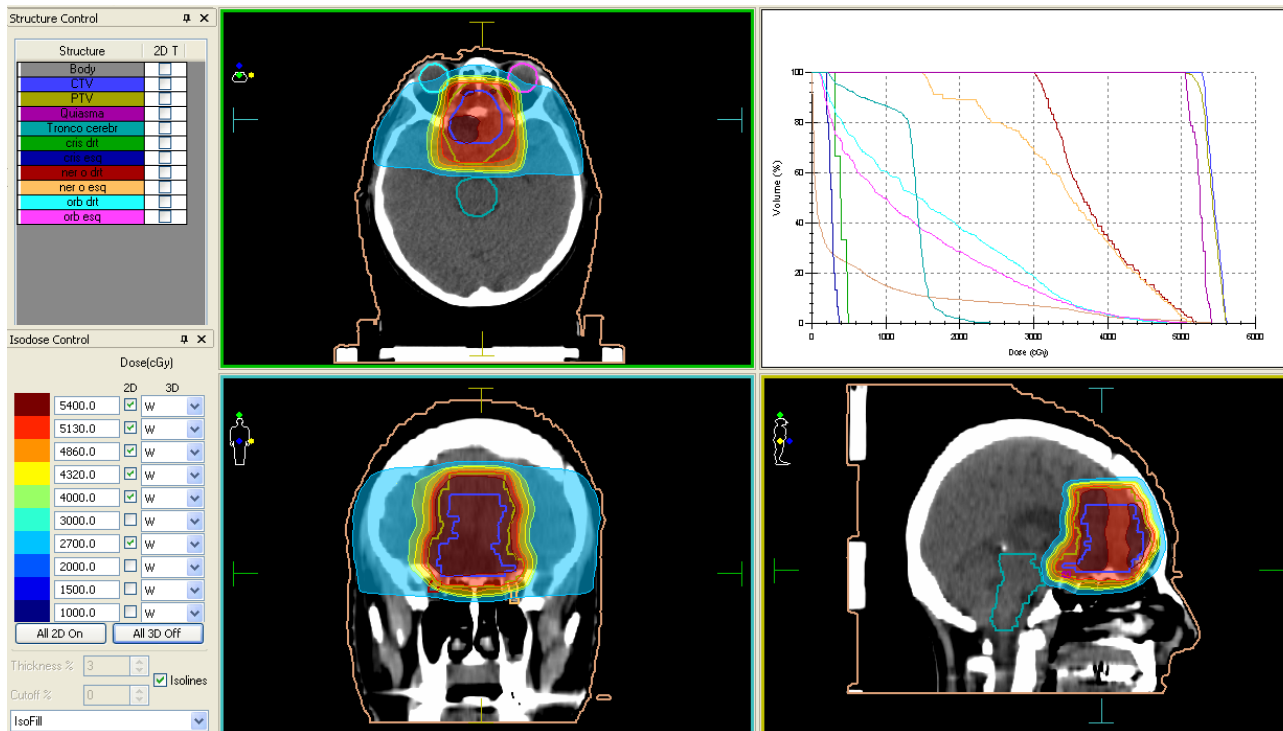 Structure Control
Structure 2D T
Body
CTV
PTV
Quiasma
Tronco cerebr
cris drt
cris esq
ner o drt
ner o esq
orb drt
orb esq
Isodose Control
Dose(cGy)
2D 3D
5400.0 W
5130.0 W
4860.0 W
4320.0 W
4000.0 W
3000.0 W
2700.0 W
2000.0 W
1500.0 W
1000.0 W
All 2D On All 3D Off
Thickness % 3
Isolines
Cutoff % 0
IsoFill
Volume (%)
100
80
60
40
20
0
0 1000 2000 3000 4000 5000 6000
Dose (cGy)